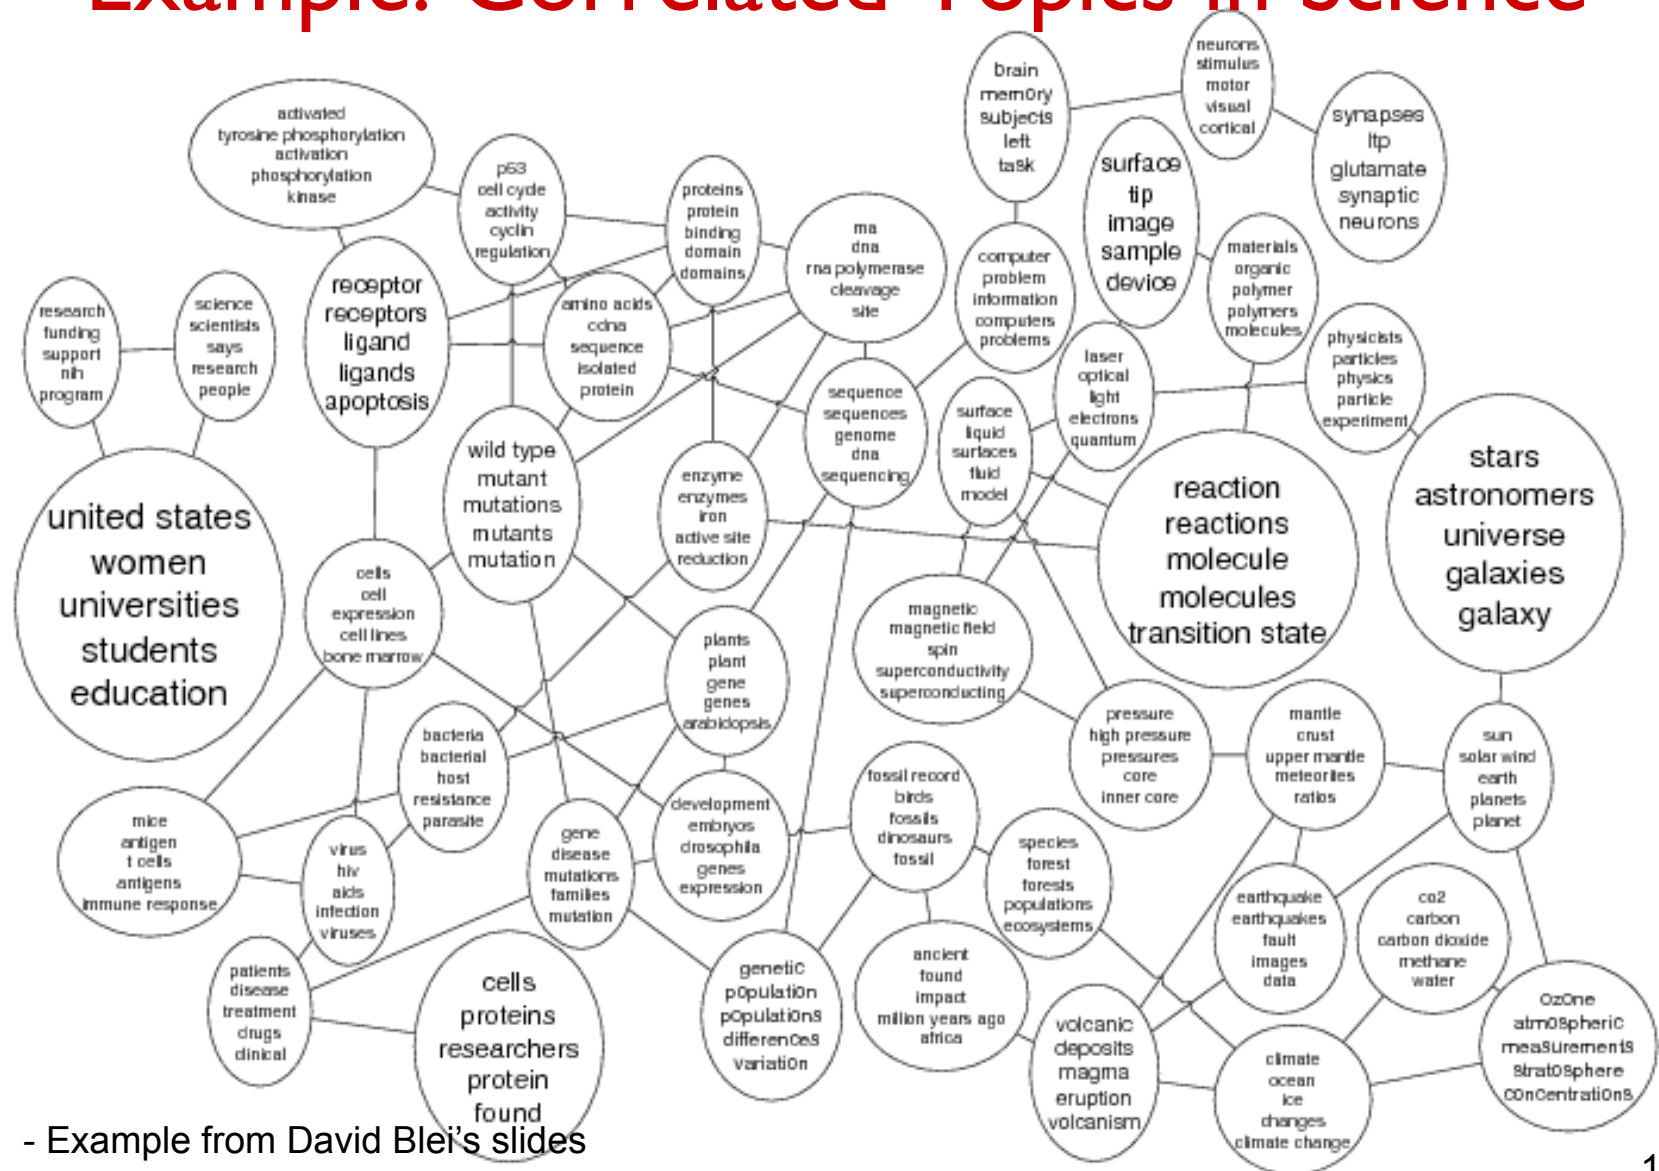 Example: Correlated Topics in Science
neurons
stimulus
motor
visual
cortical
brain
memory
subjects
left
task
synapses
ltp
glutamate
synaptic
neurons
activated
tyrosine phosphorylation
activation
phosphorylation
kinase
p53
cell cycle
activity
cyclin
regulation
proteins
protein
binding
domain
domains
rna
dna
rna polymerase
cleavage
site
computer
problem
information
computers
problems
surface
tip
image
sample
device
materials
organic
polymer
polymers
molecules
research
funding
support
nih
program
science
scientists
says
research
people
receptor
receptors
ligand
ligands
apoptosis
amino acids
cdna
sequence
isolated
protein
sequence
sequences
genome
dna
sequencing
surface
liquid
surfaces
fluid
model
laser
optical
light
electrons
quantum
physicists
particles
physics
particle
experiment
stars
astronomers
universe
galaxies
galaxy
united states
women
universities
students
education
wild type
mutant
mutations
mutants
mutation
enzyme
enzymes
iron
active site
reduction
reaction
reactions
molecule
molecules
transition state
cells
cell
expression
cell lines
bone marrow
plants
plant
gene
genes
arabidopsis
magnetic
magnetic field
spin
superconductivity
superconducting
pressure
high pressure
pressures
core
inner core
mantle
crust
upper mantle
meteorites
ratios
sun
solar wind
earth
planets
planet
mice
antigen
t cells
antigens
immune response
bacteria
bacterial
host
resistance
parasite
virus
hiv
aids
infection
viruses
gene
disease
mutations
families
mutation
development
embryos
drosophila
genes
expression
fossil record
birds
fossils
dinosaurs
fossil
species
forest
forests
populations
ecosystems
earthquake
earthquakes
fault
images
data
co2
carbon
carbon dioxide
methane
water
patients
disease
treatment
drugs
clinical
cells
proteins
researchers
protein
found
genetic
population
populations
differences
variation
ancient
found
impact
million years ago
africa
volcanic
deposits
magma
eruption
volcanism
climate
ocean
ice
changes
climate change
ozone
atmospheric
measurements
stratosphere
concentrations
- Example from David Blei's slides
1